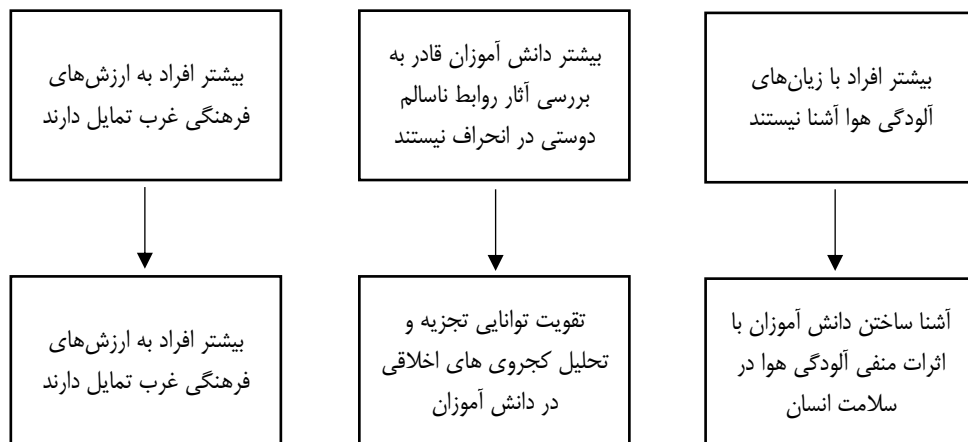 بیشتر افراد با زیان‌های
آلودگی هوا آشنا نیستند
بیشتر دانش آموزان قادر به
بررسی آثار روابط ناسالم
دوستی در انحراف نیستند
بیشتر افراد به ارزش‌های
فرهنگی غرب تمایل دارند
آشنا ساختن دانش آموزان با
اثرات منفی آلودگی هوا در
سلامت انسان
تقویت توانایی تجزیه و
تحلیل کجروی های اخلاقی
در دانش آموزان
بیشتر افراد به ارزش‌های
فرهنگی غرب تمایل دارند